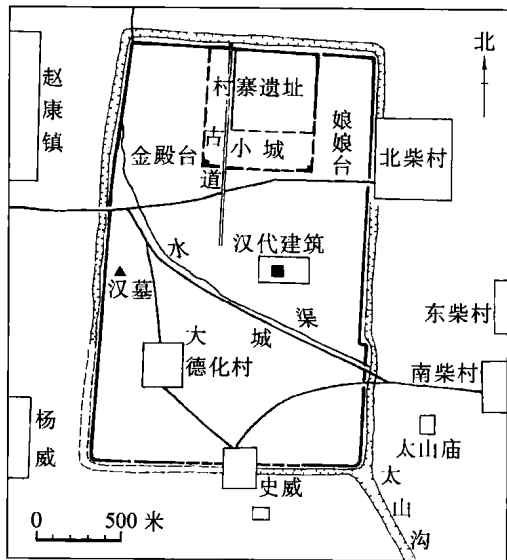 北
赵康镇
村寨遗址
金殿台
古道
小城
娘娘台
北柴村
水渠
汉代建筑
汉墓
大城
东柴村
德化村
南柴村
杨威
太山庙
史威
太山沟
0 500 米